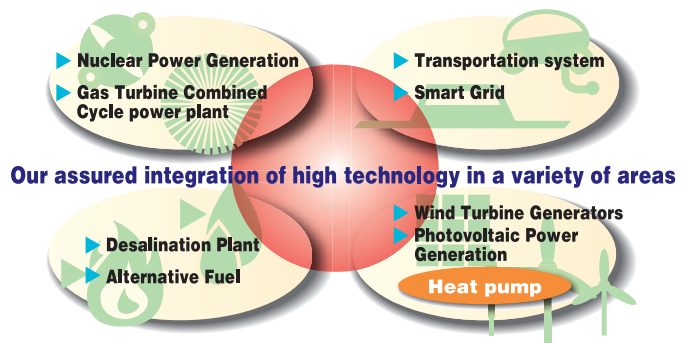 Nuclear Power Generation
Gas Turbine Combined
Cycle power plant
Transportation system
Smart Grid
Our assured integration of high technology in a variety of areas
Desalination Plant
Alternative Fuel
Wind Turbine Generators
Photovoltaic Power
Generation
Heat pump